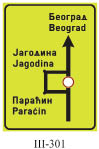 Београд
Beograd
Јагодина
Jagodina
Параћин
Paraćin
III-301